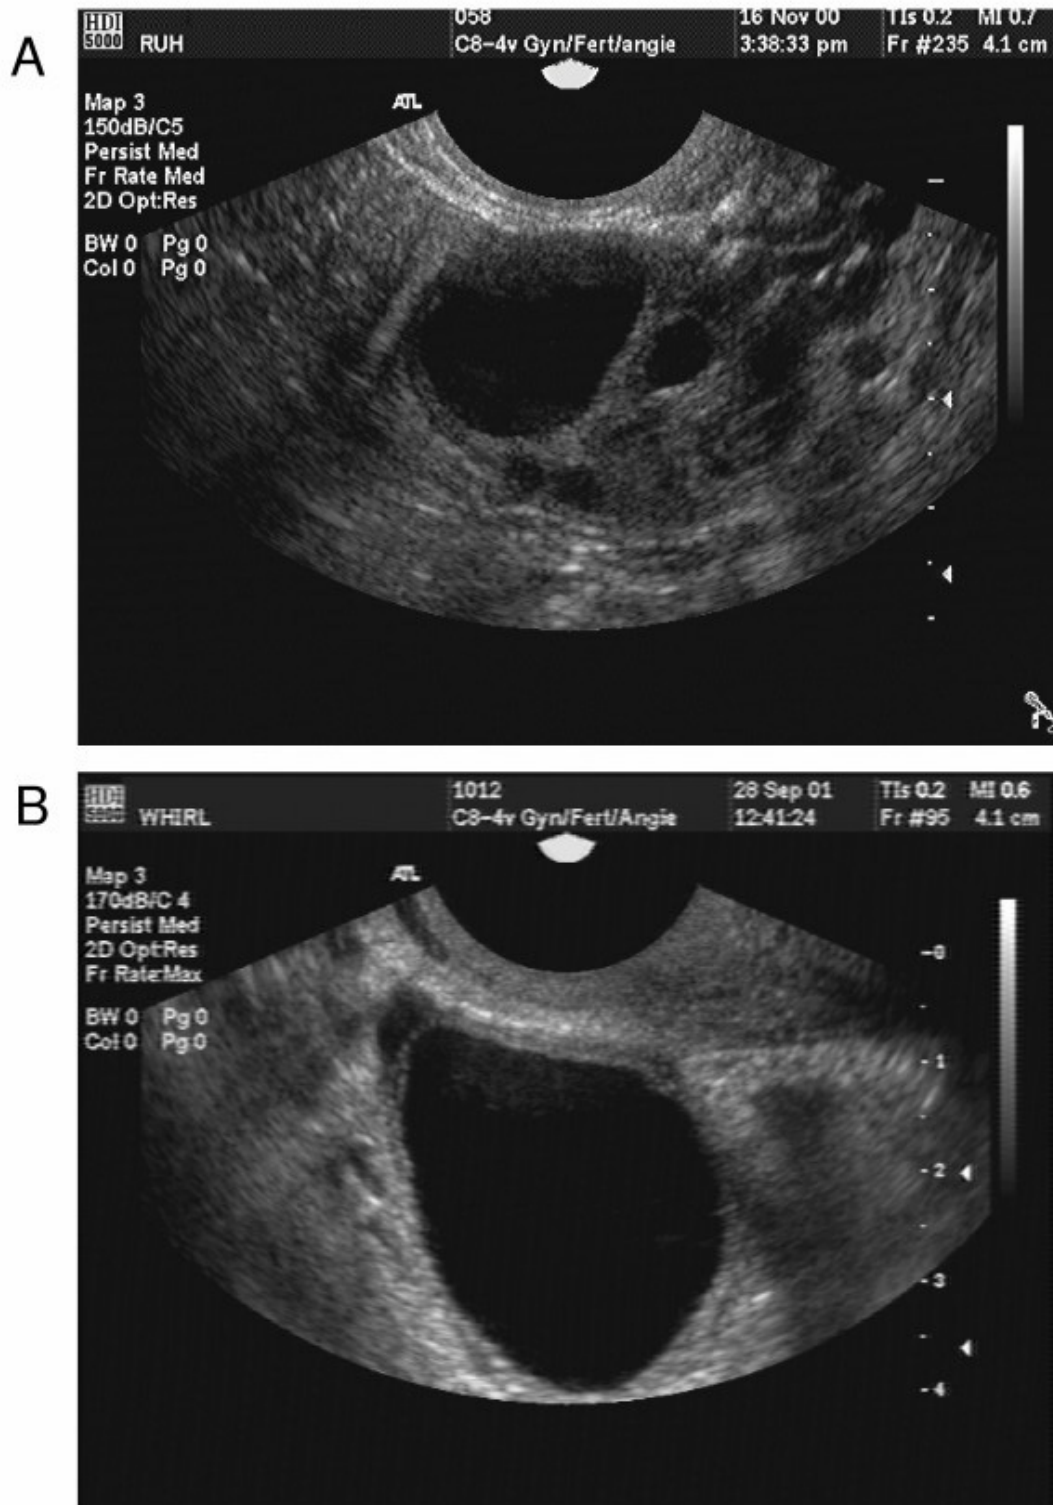 A
HDI 5000 RUH
058
C8-4v Gyn/Fert/angie
16 Nov 00
3:38:33 pm
TIs 0.2 MI 0.7
Fr #235 4.1 cm
ATL
Map 3
150dB/C5
Persist Med
Fr Rate Med
2D Opt:Res
BW 0 Pg 0
Col 0 Pg 0
B
HDI 5000 WHIRL
1012
C8-4v Gyn/Fert/Angie
28 Sep 01
12:41:24
TIs 0.2 MI 0.6
Fr #95 4.1 cm
ATL
Map 3
170dB/C 4
Persist Med
2D Opt:Res
Fr Rate:Max
BW 0 Pg 0
Col 0 Pg 0
-0
-1
-2
-3
-4